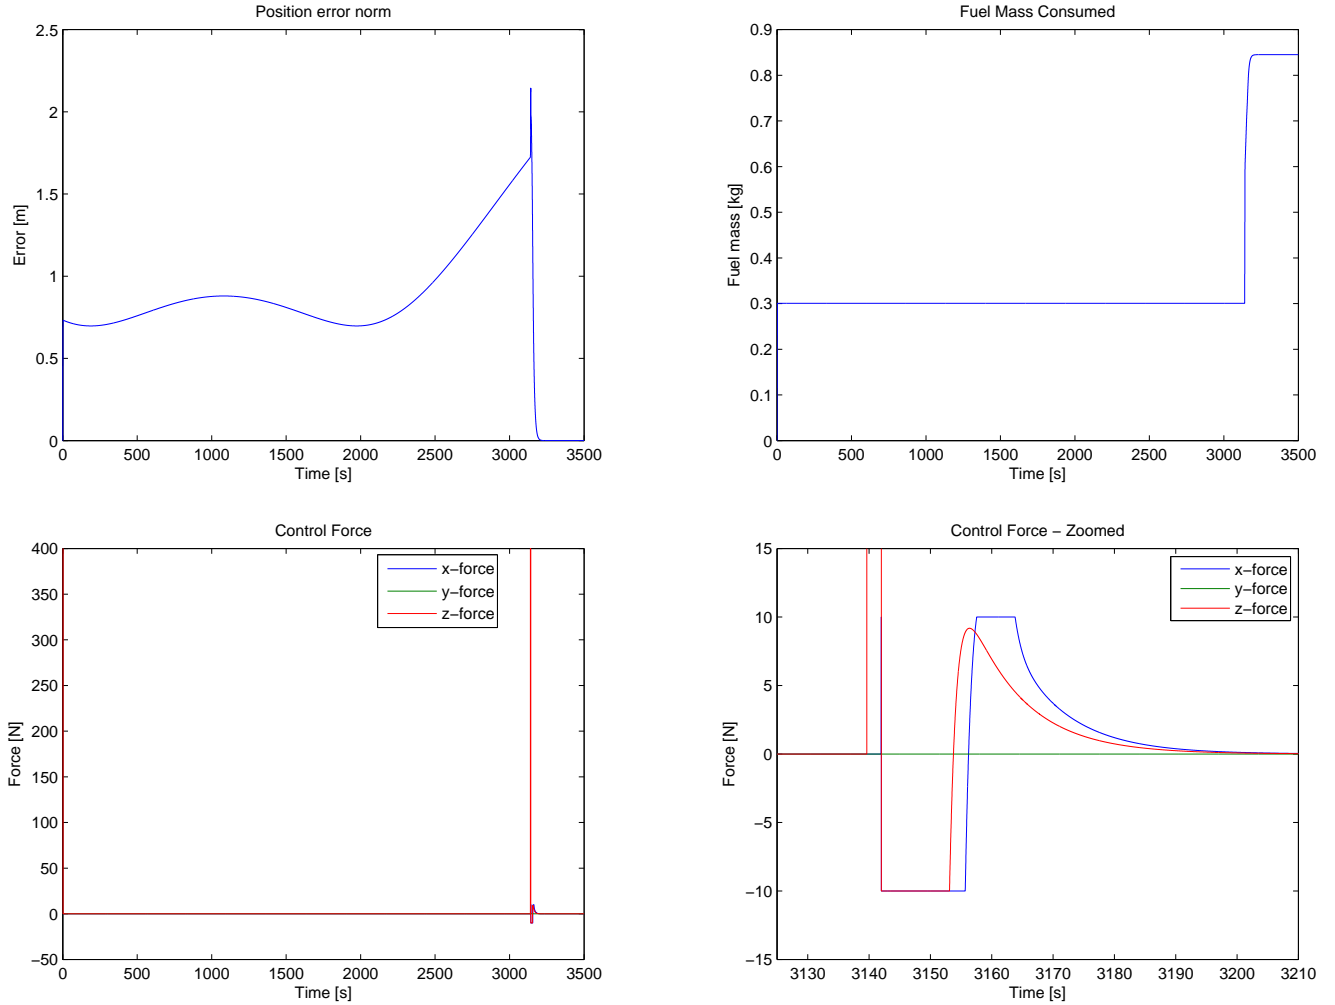 Position error norm
2.5
2
1.5
1
0.5
0
Error [m]
0 500 1000 1500 2000 2500 3000 3500
Time [s]
Fuel Mass Consumed
0.9
0.8
0.7
0.6
0.5
0.4
0.3
0.2
0.1
0
Fuel mass [kg]
0 500 1000 1500 2000 2500 3000 3500
Time [s]
Control Force
400
350
300
250
200
150
100
50
0
−50
Force [N]
x−force
y−force
z−force
0 500 1000 1500 2000 2500 3000 3500
Time [s]
Control Force − Zoomed
15
10
5
0
−5
−10
−15
Force [N]
x−force
y−force
z−force
3130 3140 3150 3160 3170 3180 3190 3200 3210
Time [s]